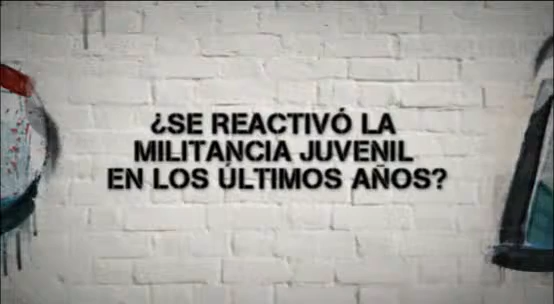 ¿SE REACTIVÓ LA
MILITANCIA JUVENIL
EN LOS ÚLTIMOS AÑOS?